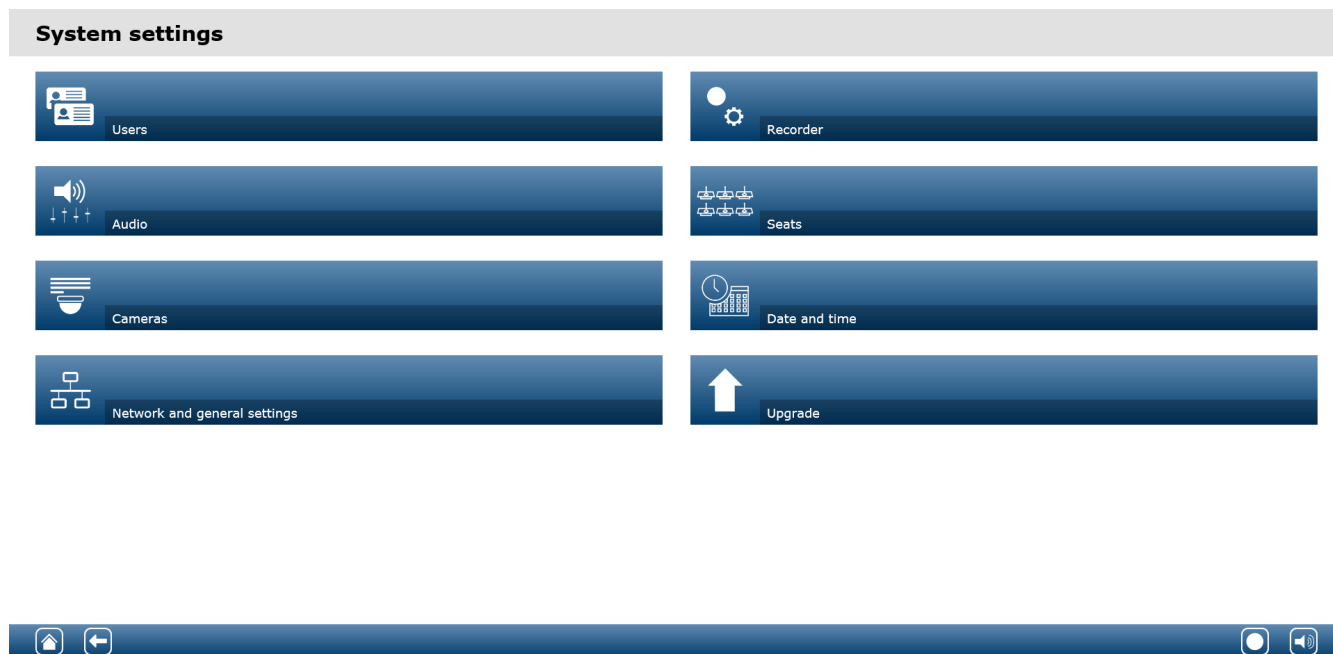 System settings
Users
Recorder
Audio
Seats
Cameras
Date and time
Network and general settings
Upgrade